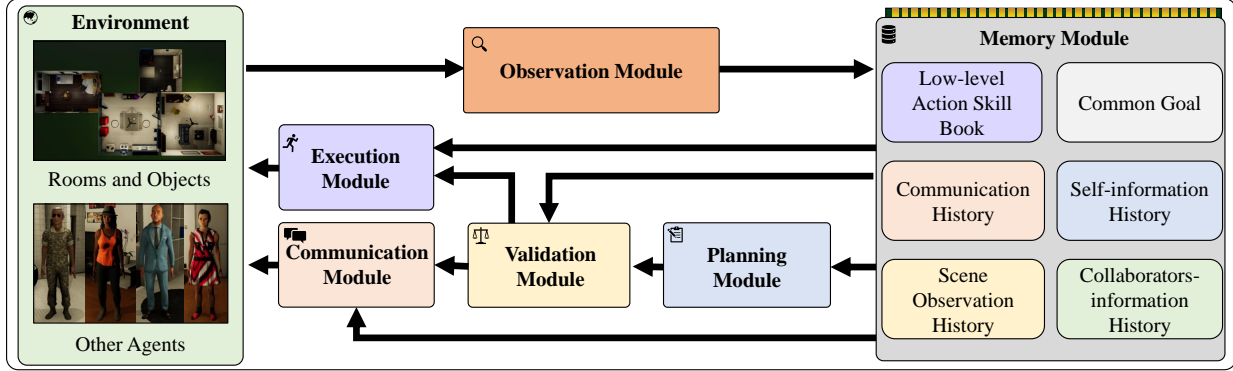 Environment
Rooms and Objects
Other Agents
Observation Module
Execution
Module
Communication
Module
Validation
Module
Planning
Module
Memory Module
Low-level
Action Skill
Book
Common Goal
Communication
History
Self-information
History
Scene
Observation
History
Collaborators-
information
History